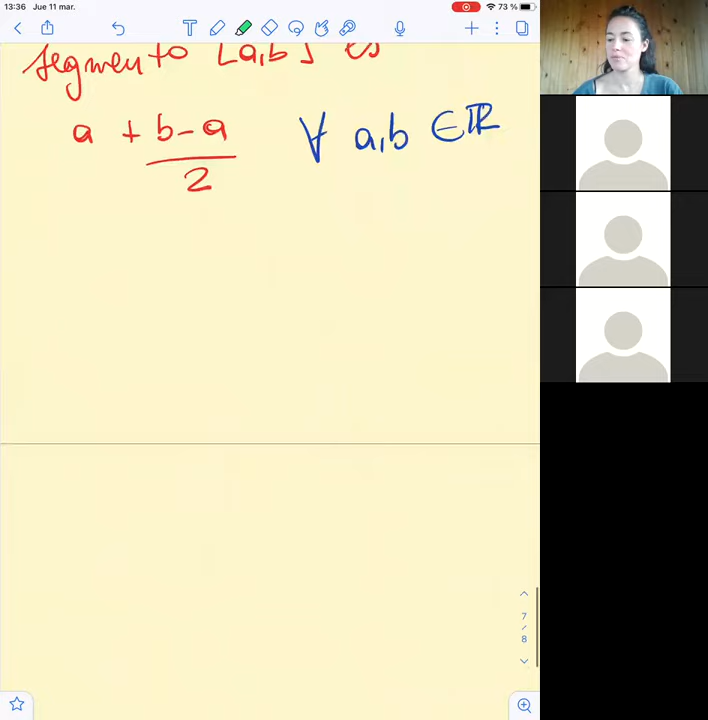 13:36 Jue 11 mar. 73 %
T
segmento [a,b] es
a + b-a
2
∀ a,b ∈ ℝ
7
/
8